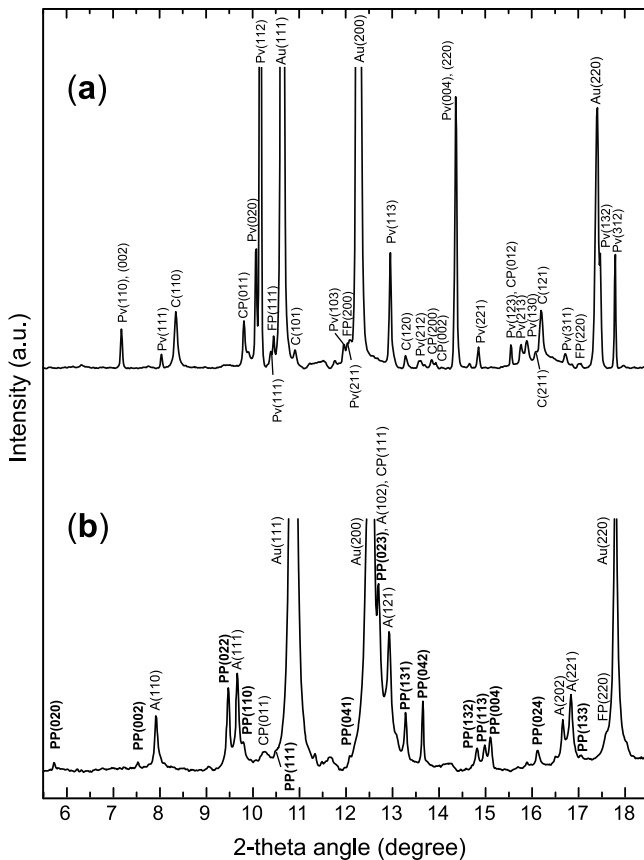 (a)
Pv(110), (002)
Pv(111)
C(110)
CP(011)
Pv(020)
Pv(112)
FP(111)
Pv(111)
Au(111)
C(101)
Pv(103)
FP(200)
Pv(211)
Au(200)
Pv(113)
C(120)
Pv(212)
CP(200)
CP(002)
Pv(004), (220)
Pv(221)
Pv(123), CP(012)
Pv(213)
Pv(130)
C(211)
C(121)
Pv(311)
FP(220)
Au(220)
Pv(132)
Pv(312)
Intensity (a.u.)
(b)
PP(020)
PP(002)
A(110)
PP(022)
A(111)
PP(110)
CP(011)
PP(111)
Au(111)
PP(041)
Au(200)
PP(023), A(102), CP(111)
A(121)
PP(131)
PP(042)
PP(132)
PP(113)
PP(004)
PP(024)
A(202)
A(221)
PP(133)
FP(220)
Au(220)
6 7 8 9 10 11 12 13 14 15 16 17 18
2-theta angle (degree)